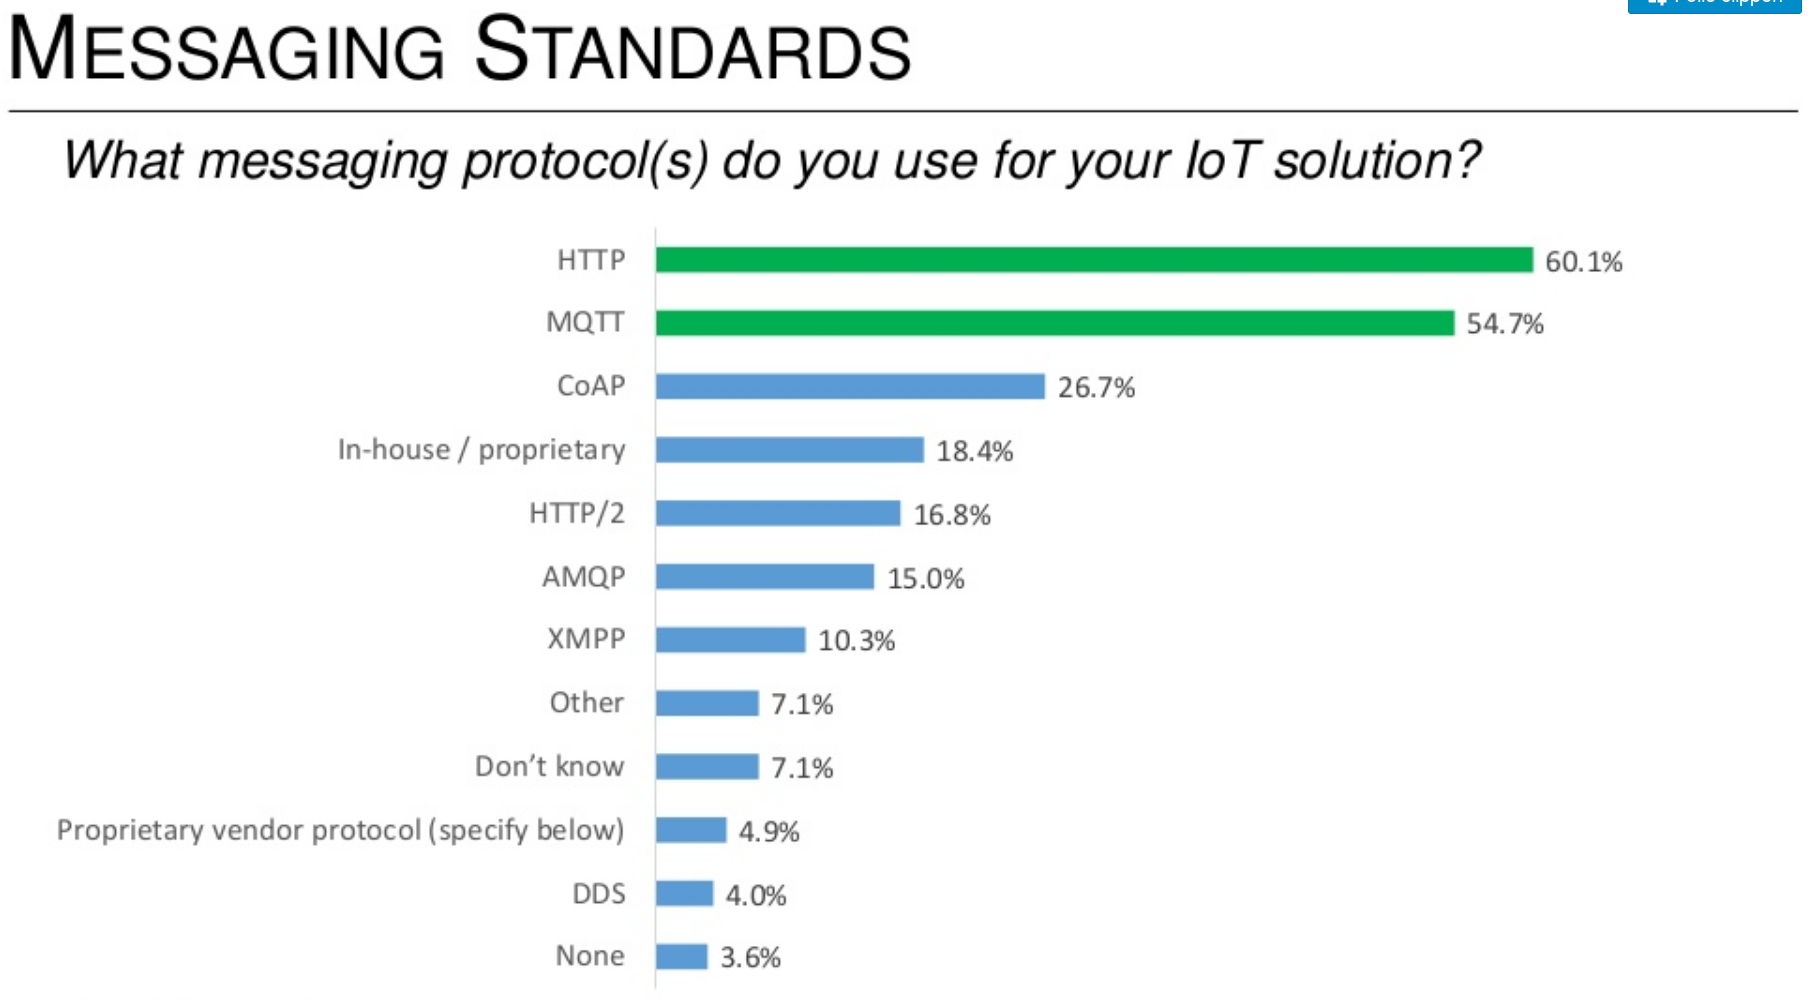 MESSAGING STANDARDS
What messaging protocol(s) do you use for your IoT solution?
HTTP 60.1%
MQTT 54.7%
CoAP 26.7%
In-house / proprietary 18.4%
HTTP/2 16.8%
AMQP 15.0%
XMPP 10.3%
Other 7.1%
Don’t know 7.1%
Proprietary vendor protocol (specify below) 4.9%
DDS 4.0%
None 3.6%